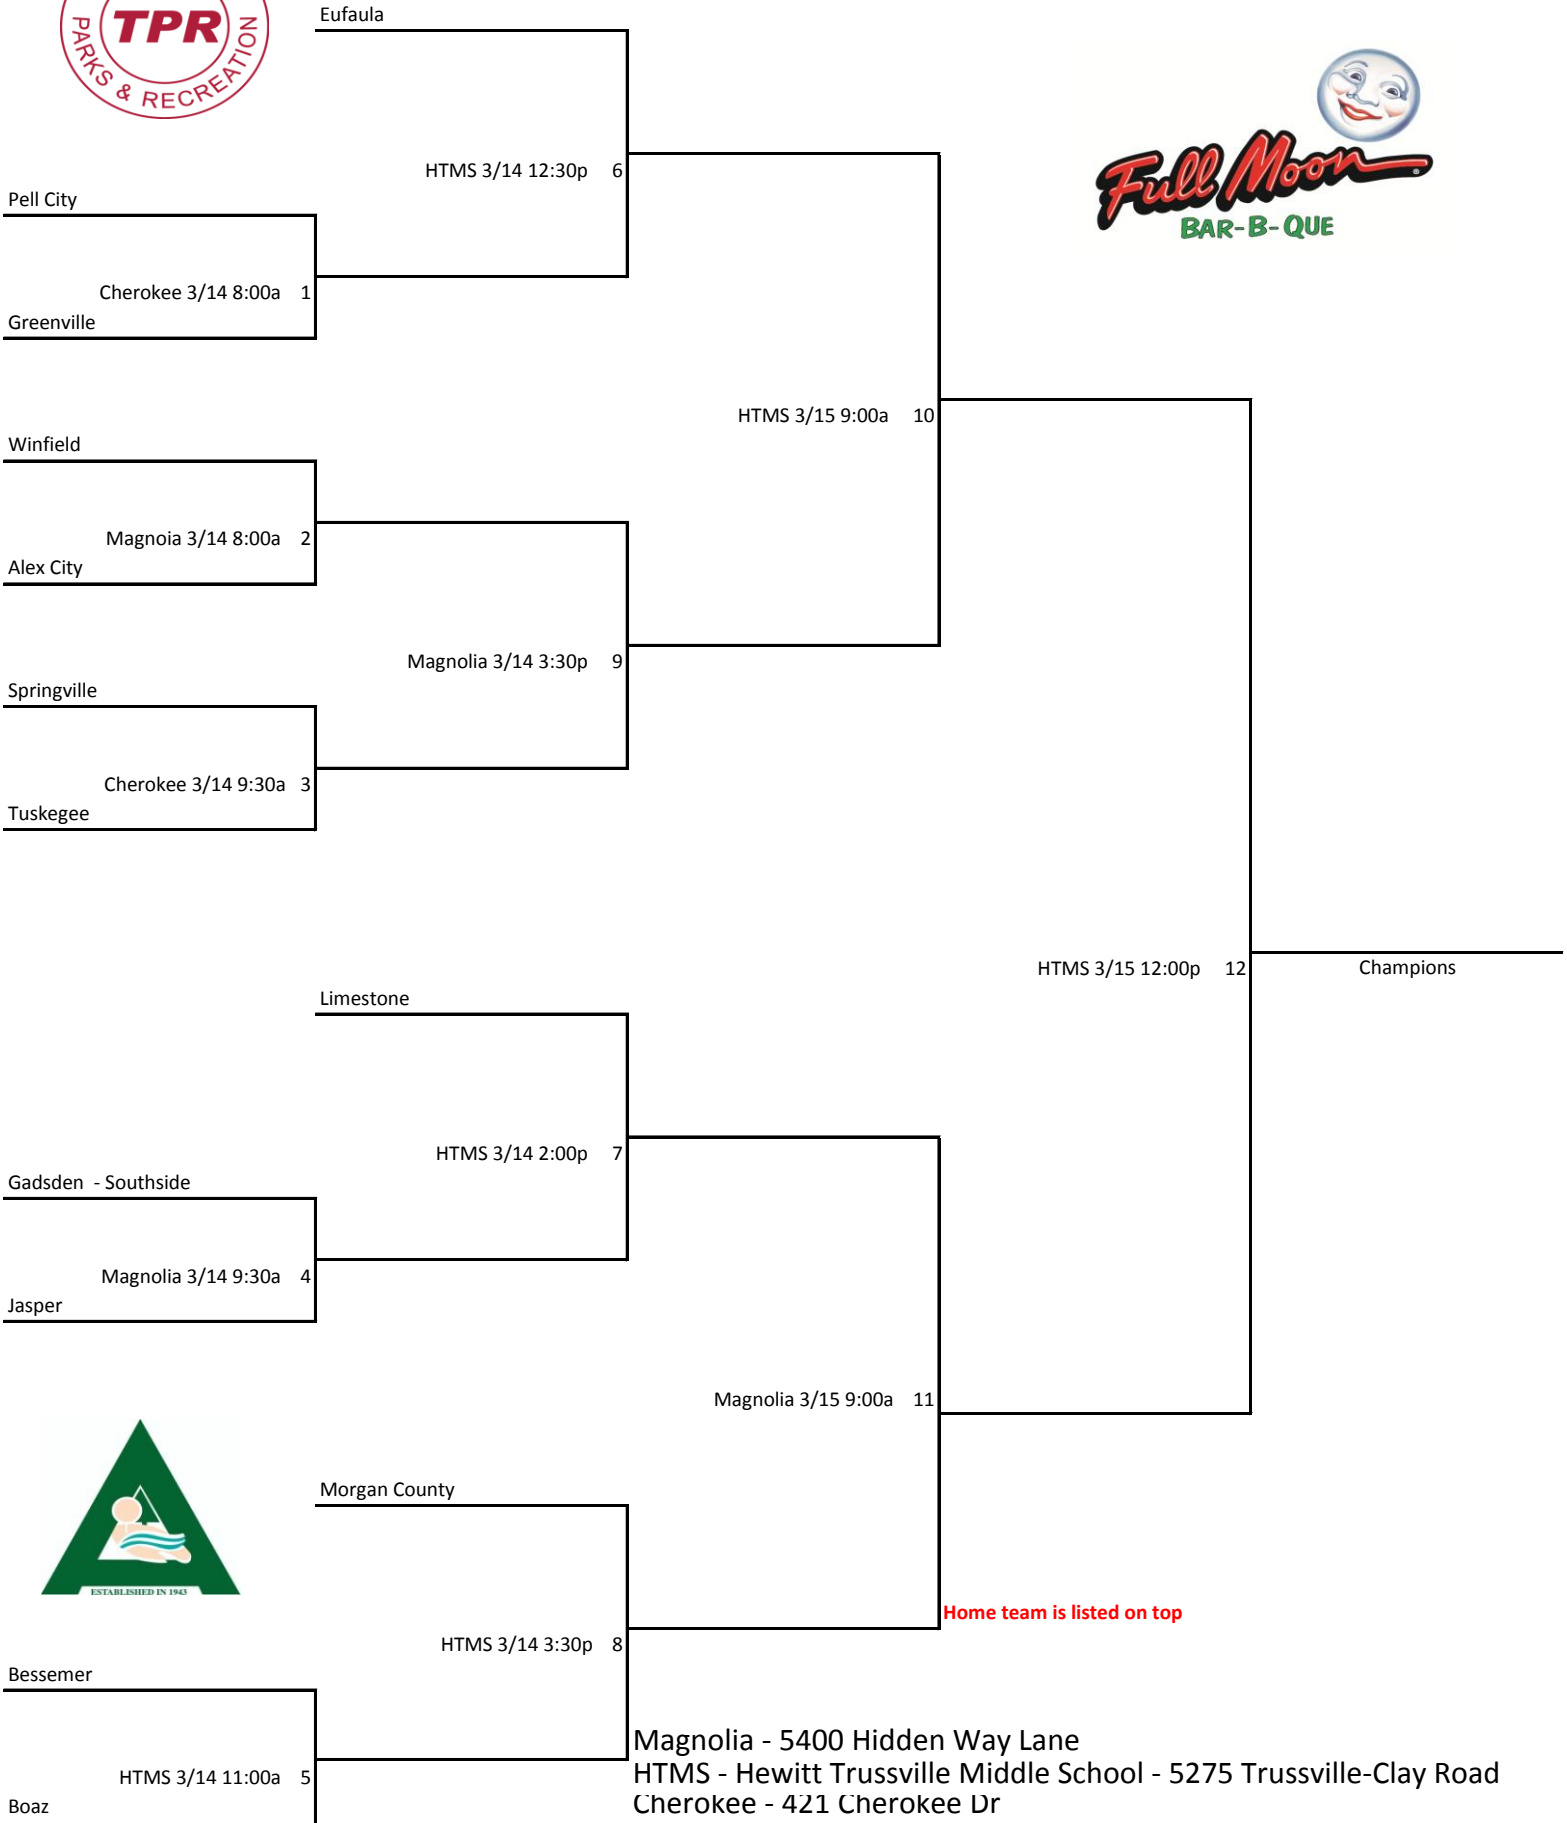 TPR
PARKS & RECREATION
Eufaula
Full Moon
BAR-B-QUE
HTMS 3/14 12:30p 6
Pell City
Cherokee 3/14 8:00a 1
Greenville
HTMS 3/15 9:00a 10
Winfield
Magnoia 3/14 8:00a 2
Alex City
Magnolia 3/14 3:30p 9
Springville
Cherokee 3/14 9:30a 3
Tuskegee
HTMS 3/15 12:00p 12
Champions
Limestone
HTMS 3/14 2:00p 7
Gadsden - Southside
Magnolia 3/14 9:30a 4
Jasper
Magnolia 3/15 9:00a 11
Morgan County
ESTABLISHED IN 1943
Home team is listed on top
HTMS 3/14 3:30p 8
Bessemer
Magnolia - 5400 Hidden Way Lane
HTMS - Hewitt Trussville Middle School - 5275 Trussville-Clay Road
HTMS 3/14 11:00a 5
Cherokee - 421 Cherokee Dr
Boaz